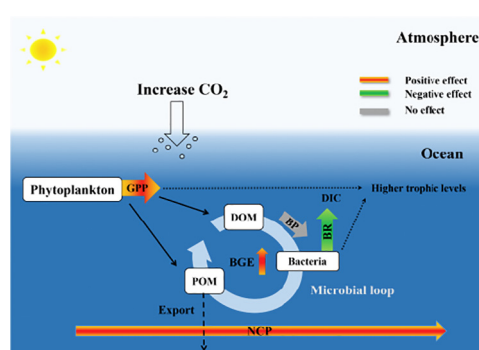 Atmosphere
Increase CO₂
Positive effect
Negative effect
No effect
Ocean
Phytoplankton
GPP
Higher trophic levels
DIC
DOM
BP
BR
BGE
Bacteria
POM
Microbial loop
Export
NCP